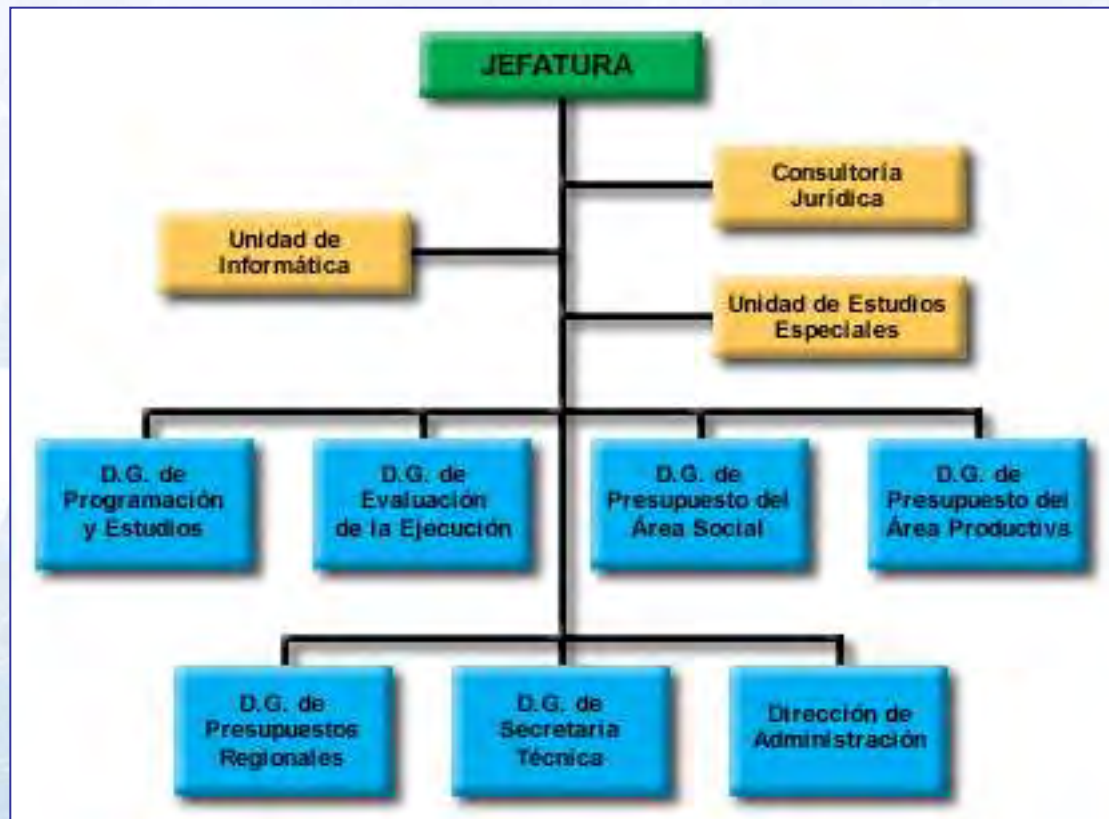 JEFATURA
Consultoría
Jurídica
Unidad de
Informática
Unidad de Estudios
Especiales
D.G. de
Programación
y Estudios
D.G. de
Evaluación
de la Ejecución
D.G. de
Presupuesto del
Área Social
D.G. de
Presupuesto del
Área Productiva
D.G. de
Presupuestos
Regionales
D.G. de
Secretaria
Técnica
Dirección de
Administración